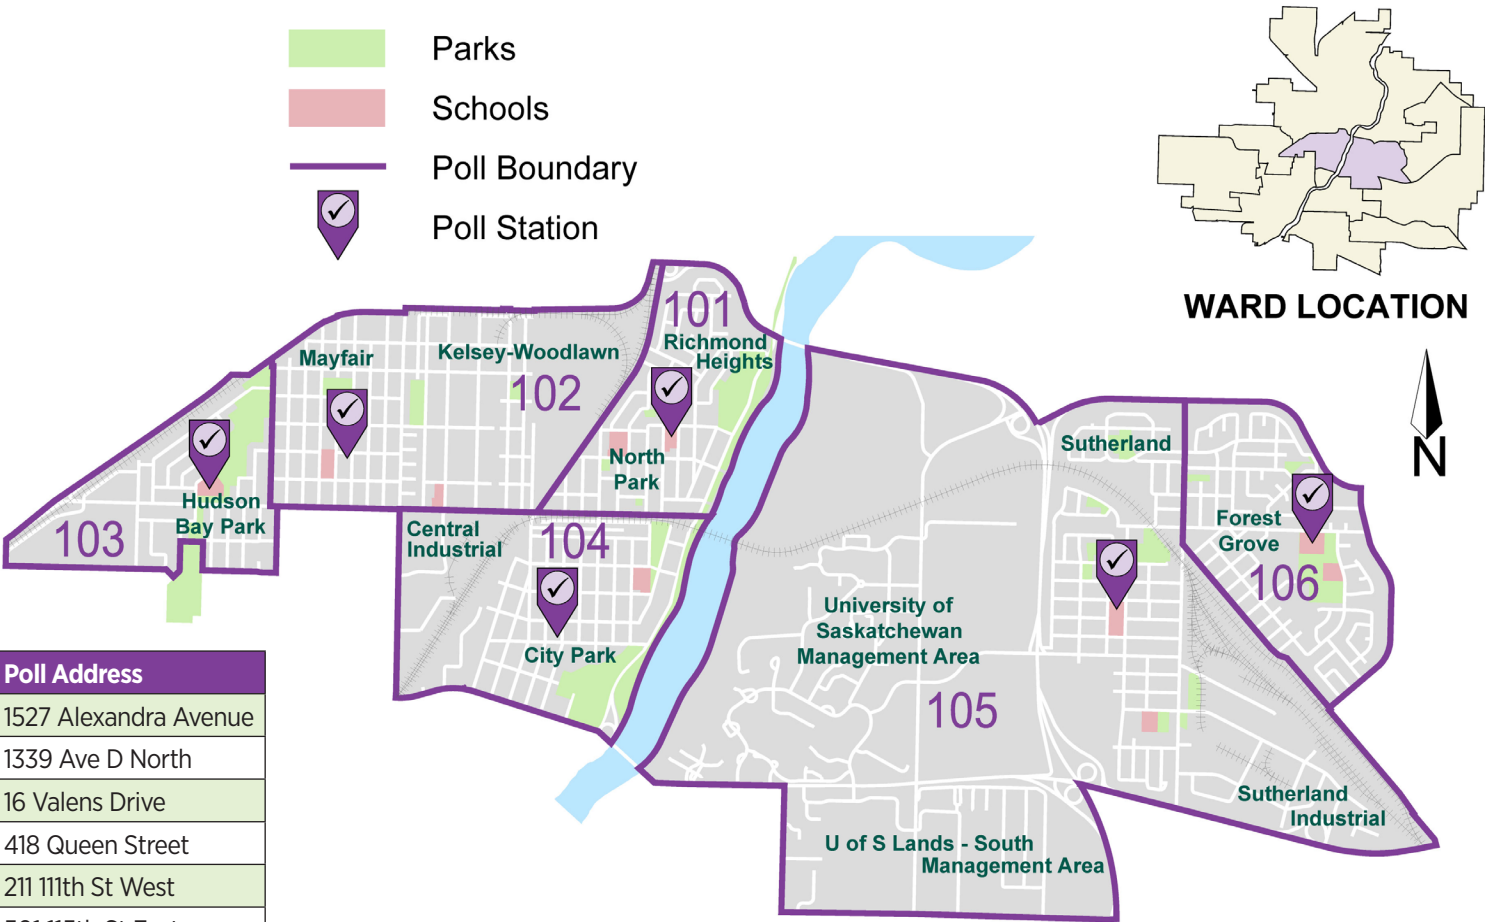 Parks
Schools
Poll Boundary
Poll Station
WARD LOCATION
N
101
Richmond
Heights
Mayfair
Kelsey-Woodlawn
102
North
Park
Hudson
Bay Park
103
Central
Industrial
104
City Park
Sutherland
Forest
Grove
106
University of
Saskatchewan
Management Area
105
Sutherland
Industrial
U of S Lands - South
Management Area
Poll Address
1527 Alexandra Avenue
1339 Ave D North
16 Valens Drive
418 Queen Street
211 111th St West